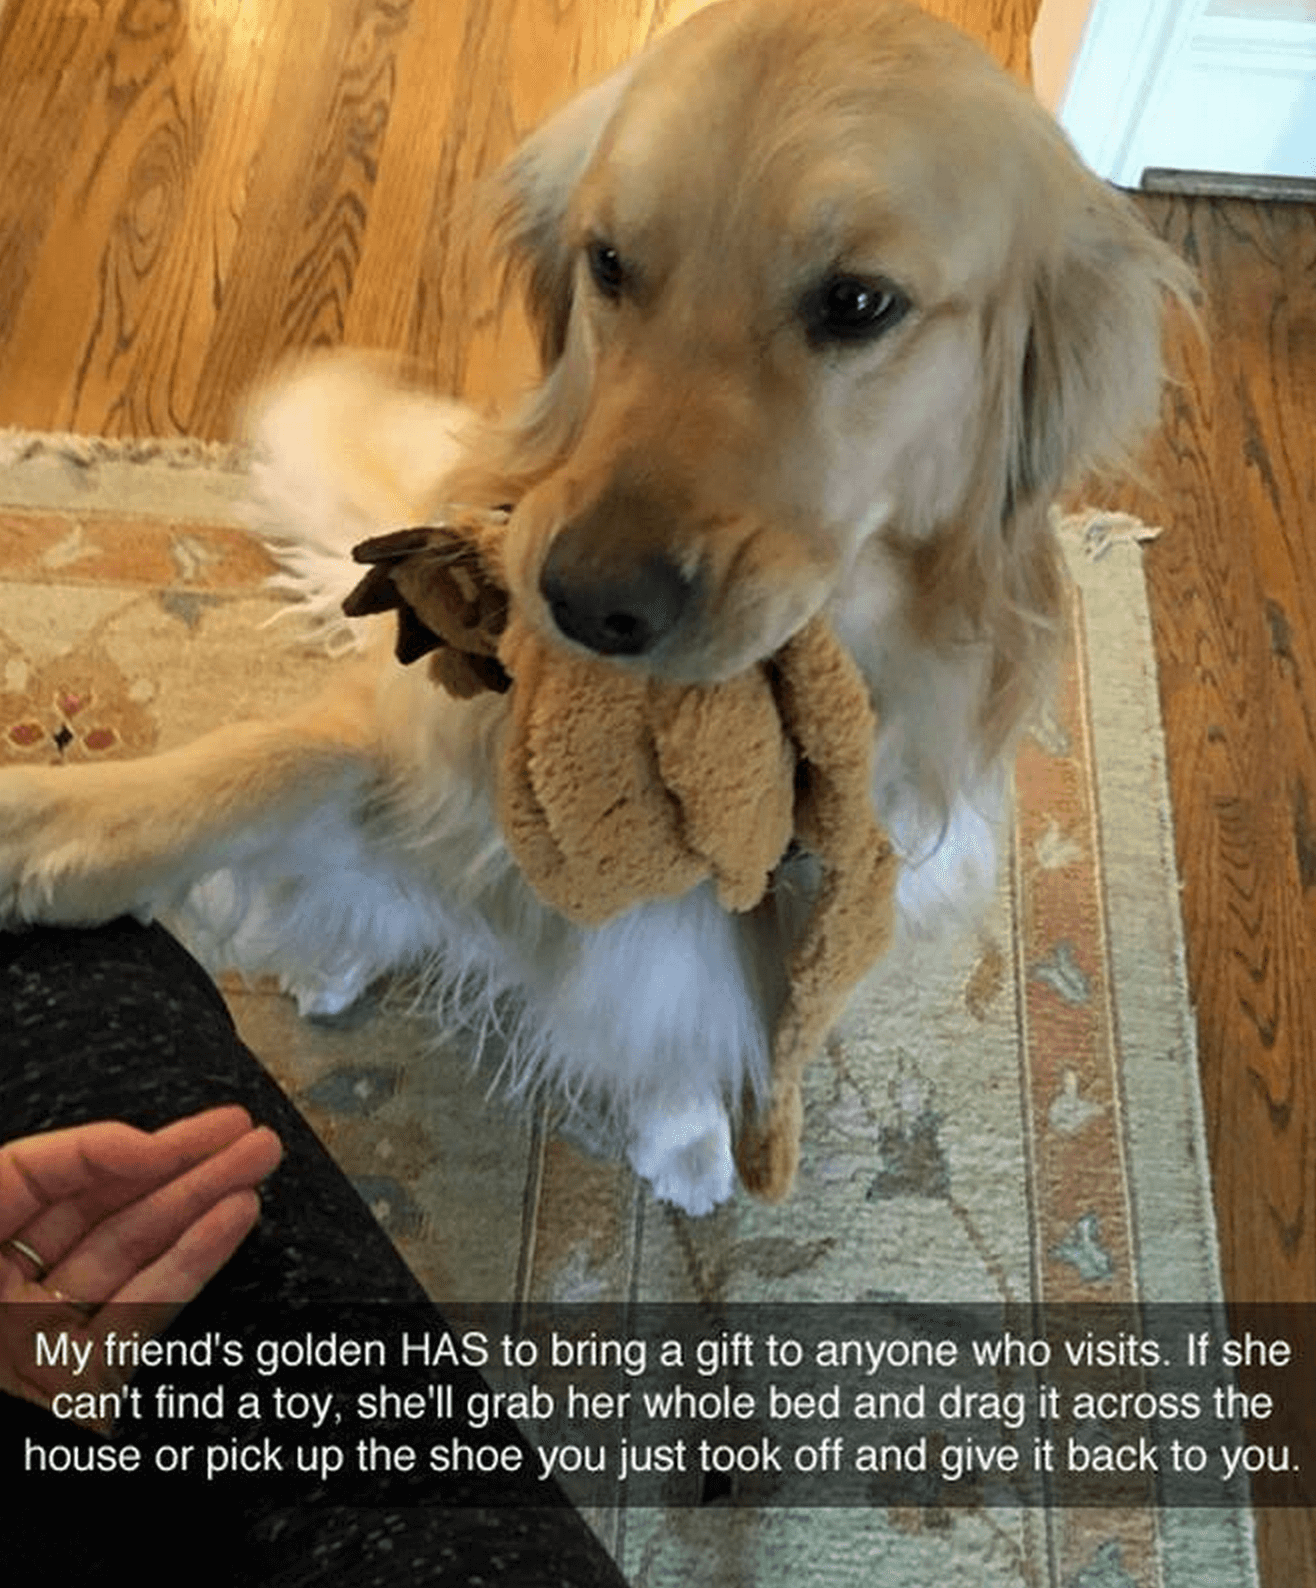 My friend's golden HAS to bring a gift to anyone who visits. If she
can't find a toy, she'll grab her whole bed and drag it across the
house or pick up the shoe you just took off and give it back to you.